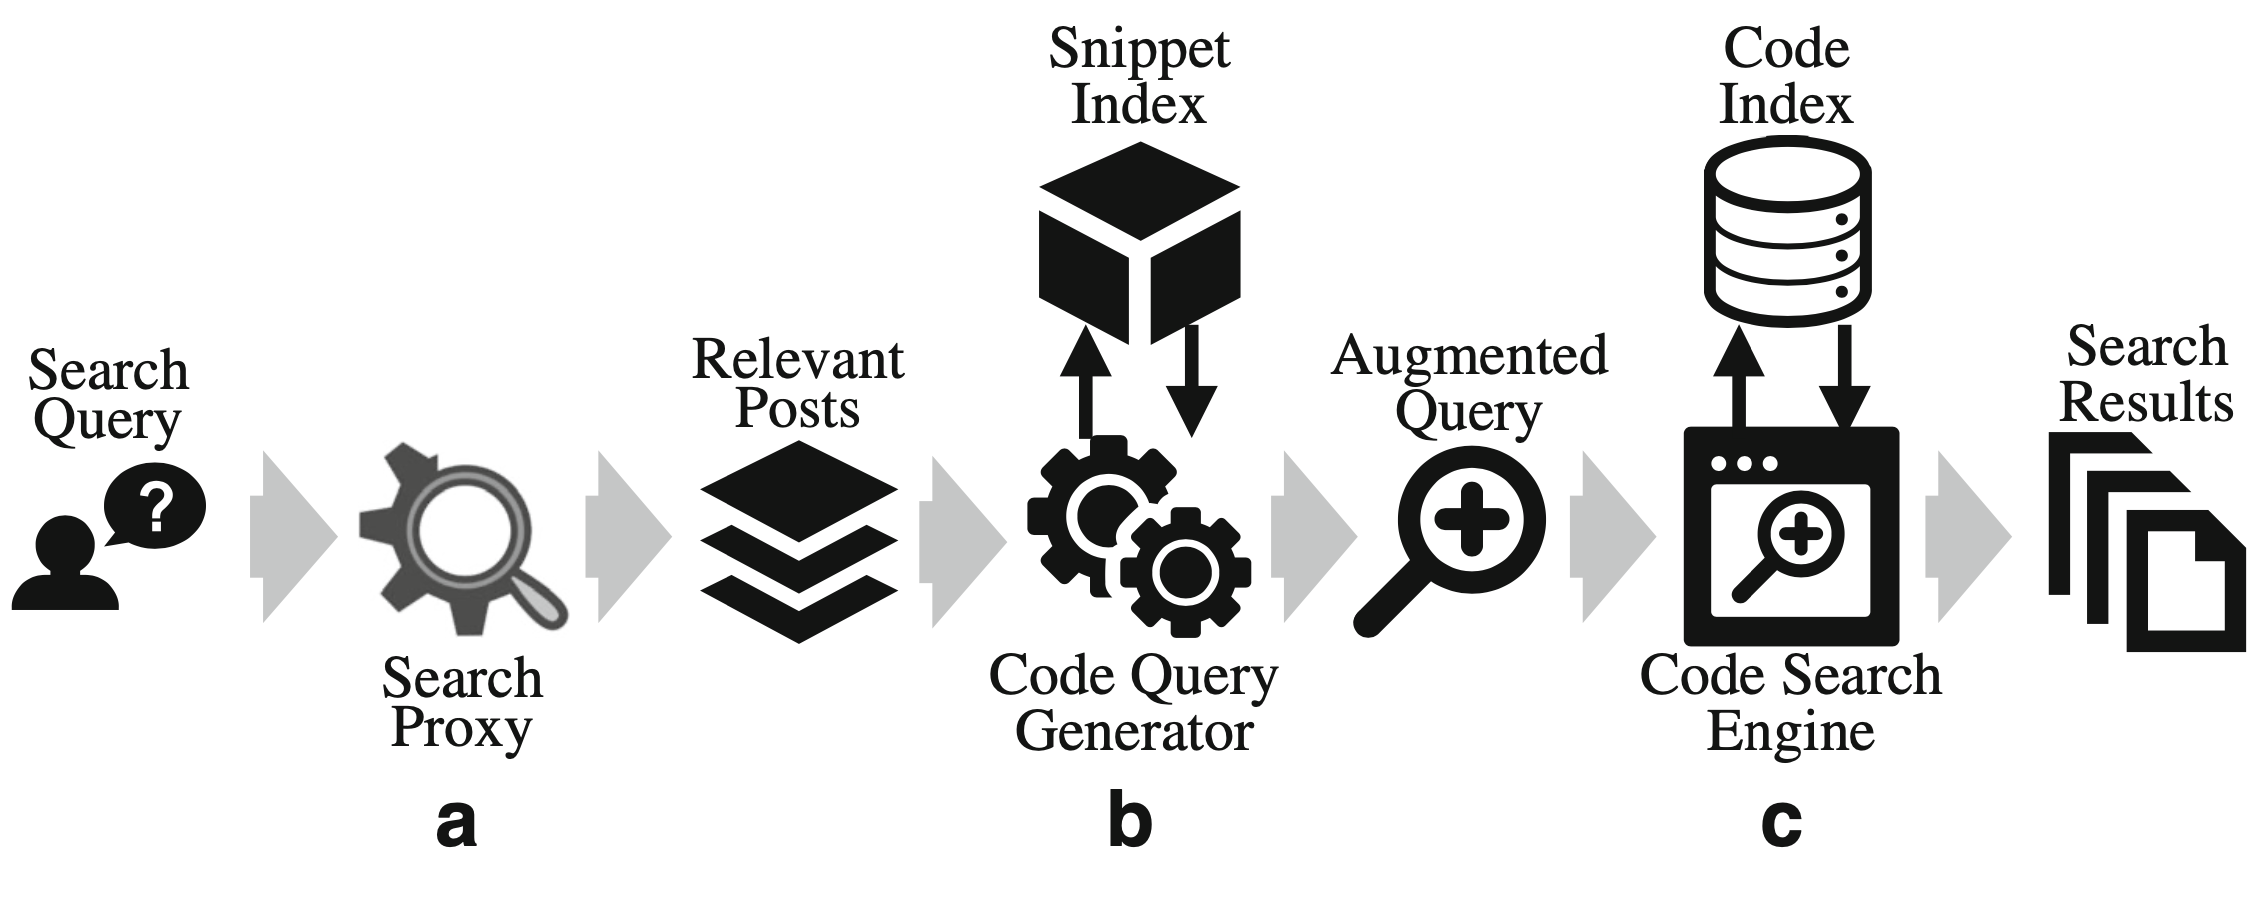 Search
Query
?
Search
Proxy
a
Relevant
Posts
Snippet
Index
Code Query
Generator
b
Augmented
Query
Code
Index
Code Search
Engine
c
Search
Results